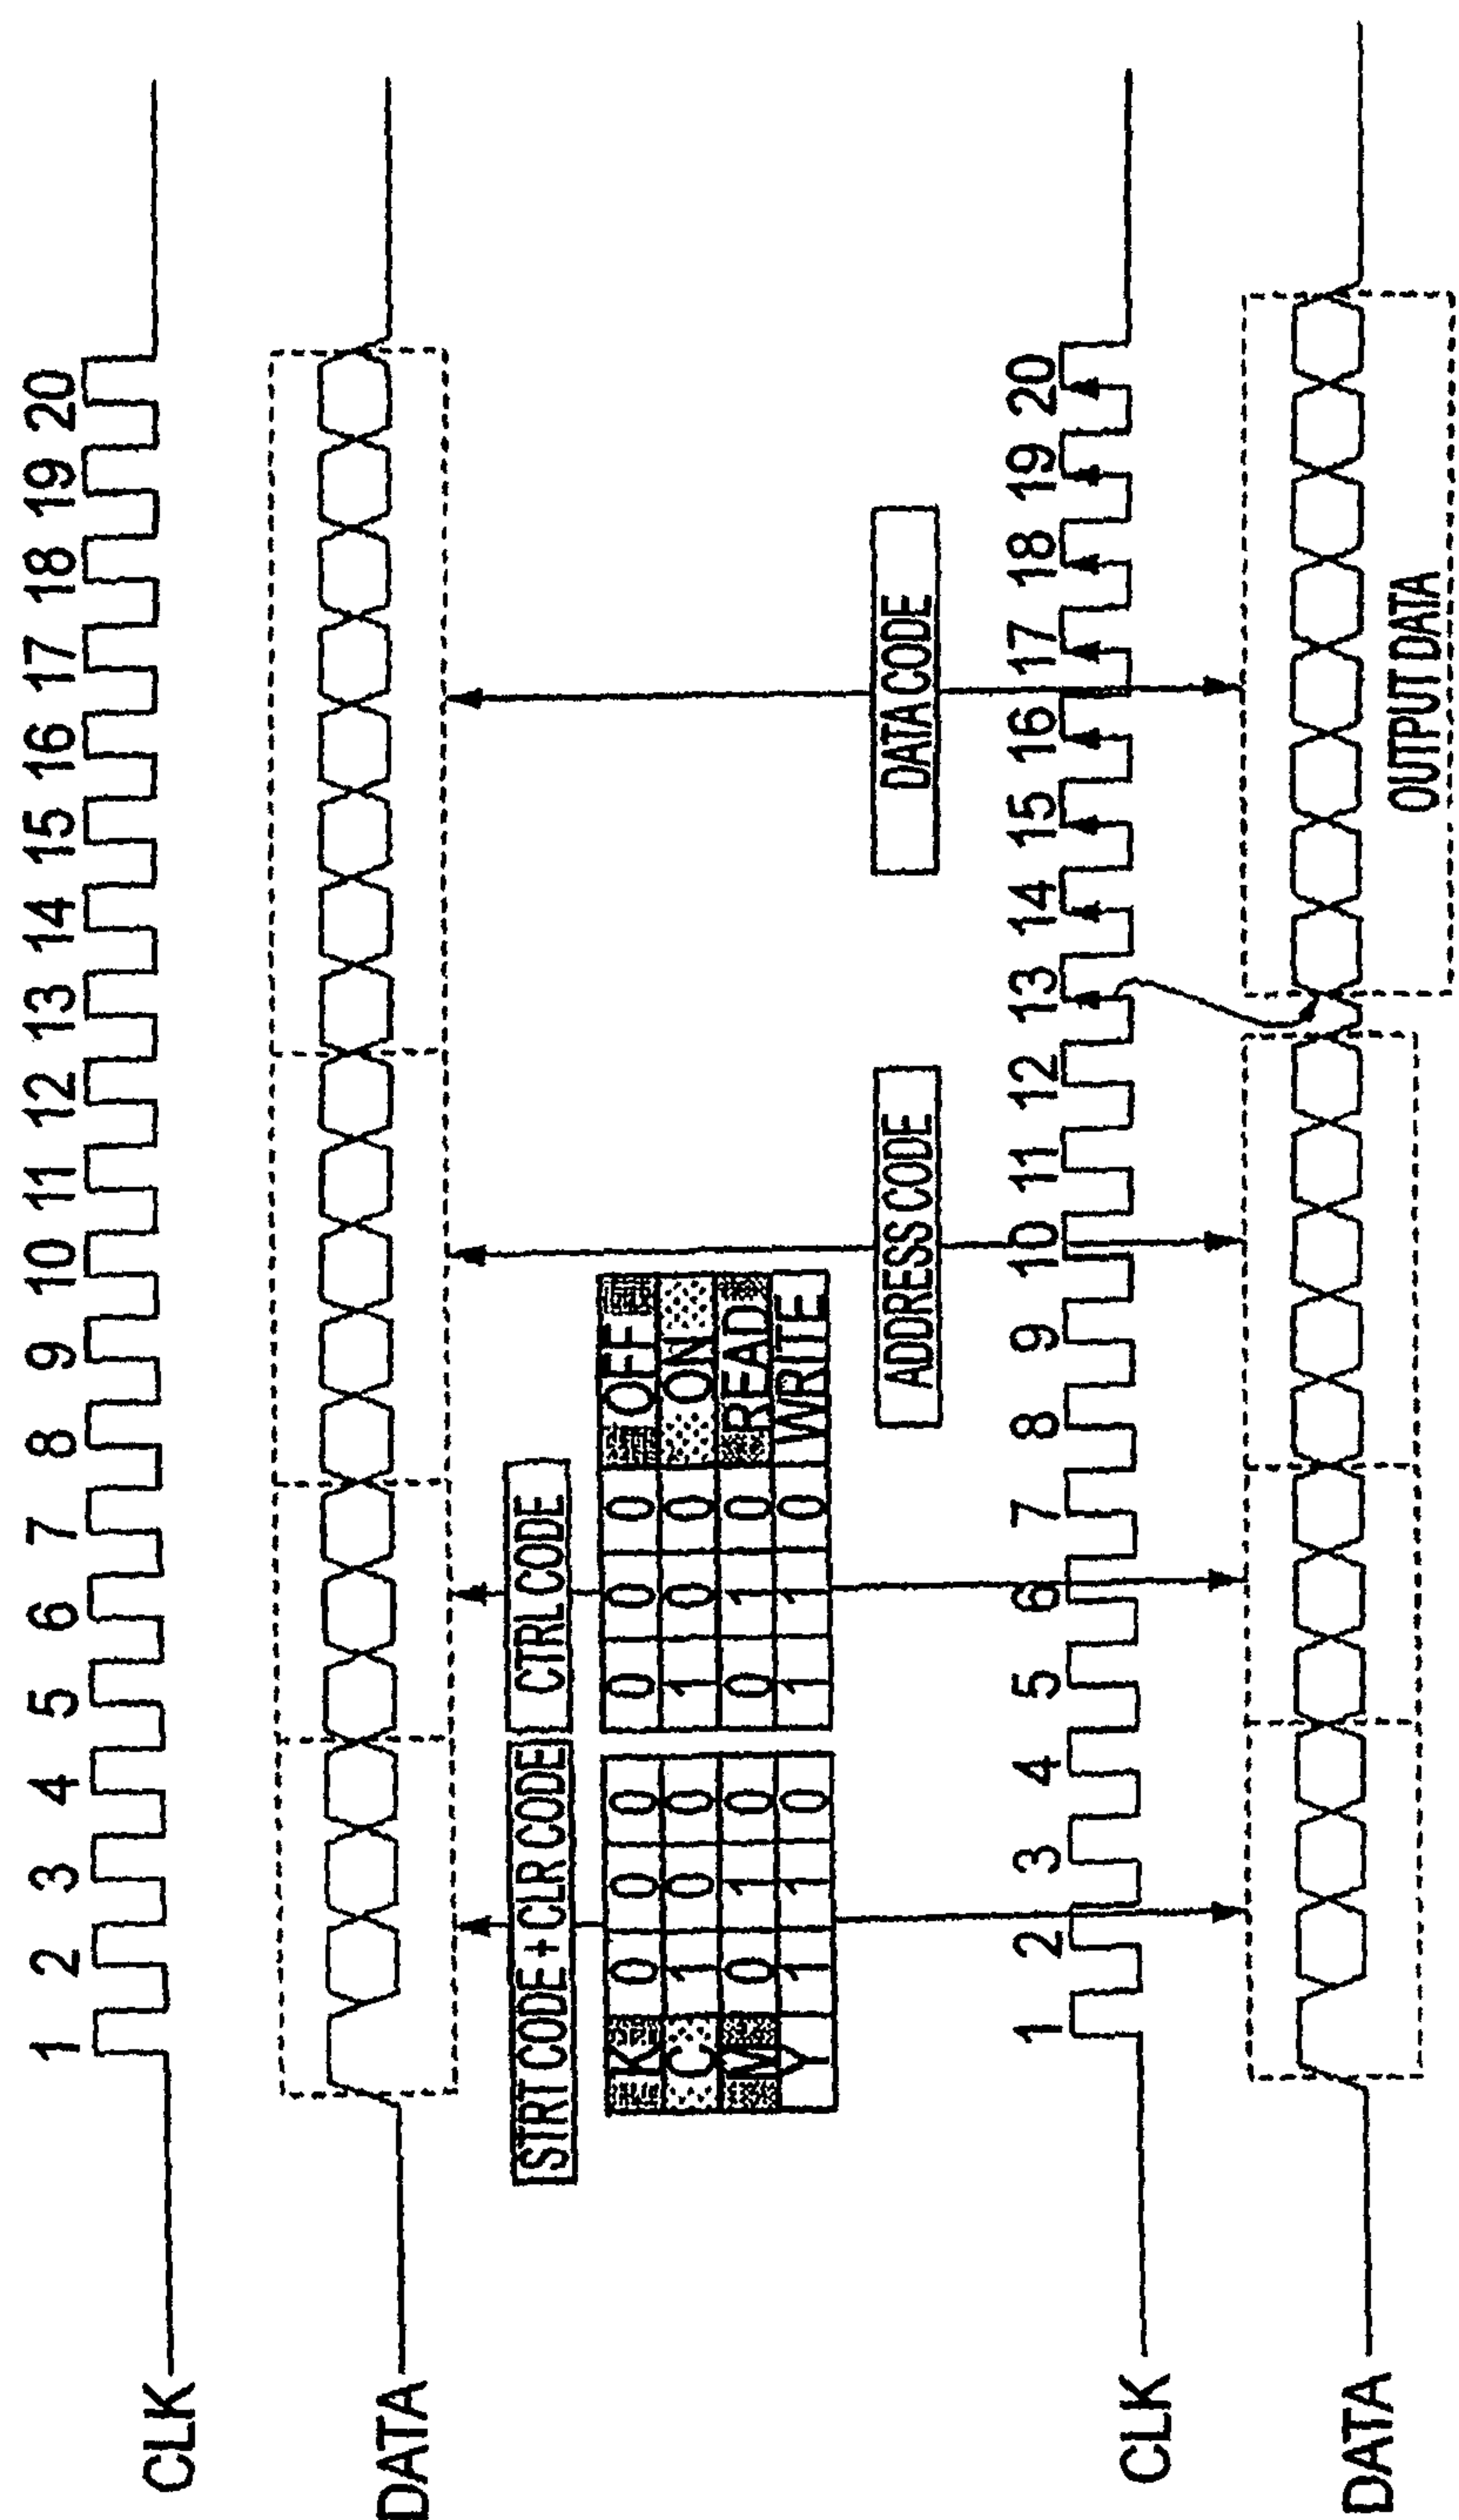 1 2 3 4 5 6 7 8 9 10 11 12 13 14 15 16 17 18 19 20
CLK
DATA
STRT CODE + CLR CODE CTRL CODE
K 0 0 0 0 0 0 OFF
C 1 0 0 1 0 0 ON
M 0 1 0 0 1 0 READ
Y 1 1 0 1 1 0 WRITE
ADDRESS CODE DATA CODE
1 2 3 4 5 6 7 8 9 10 11 12 13 14 15 16 17 18 19 20
CLK
DATA
OUTPUT DATA